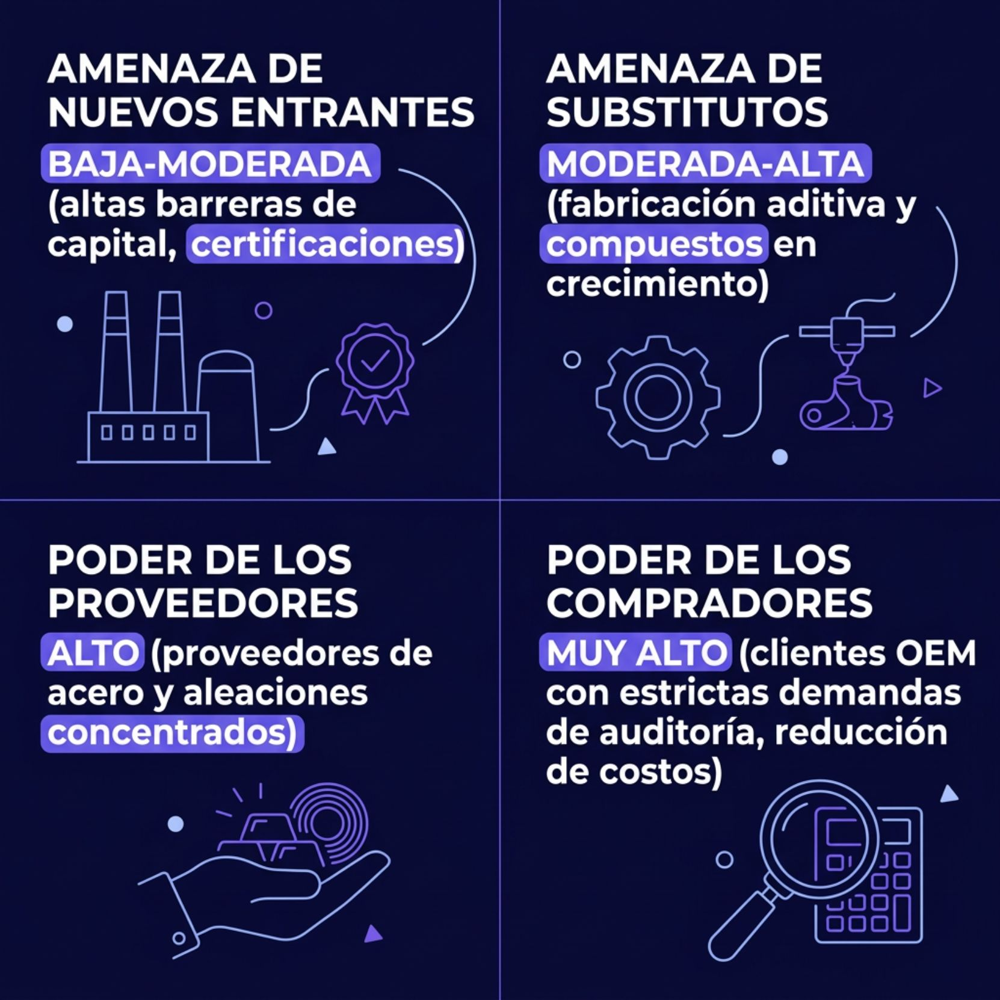 AMENAZA DE
NUEVOS ENTRANTES
BAJA-MODERADA
(altas barreras de
capital, certificaciones)
AMENAZA DE
SUBSTITUTOS
MODERADA-ALTA
(fabricación aditiva y
compuestos en
crecimiento)
PODER DE LOS
PROVEEDORES
ALTO (proveedores de
acero y aleaciones
concentrados)
PODER DE LOS
COMPRADORES
MUY ALTO (clientes OEM
con estrictas demandas
de auditoría, reducción
de costos)